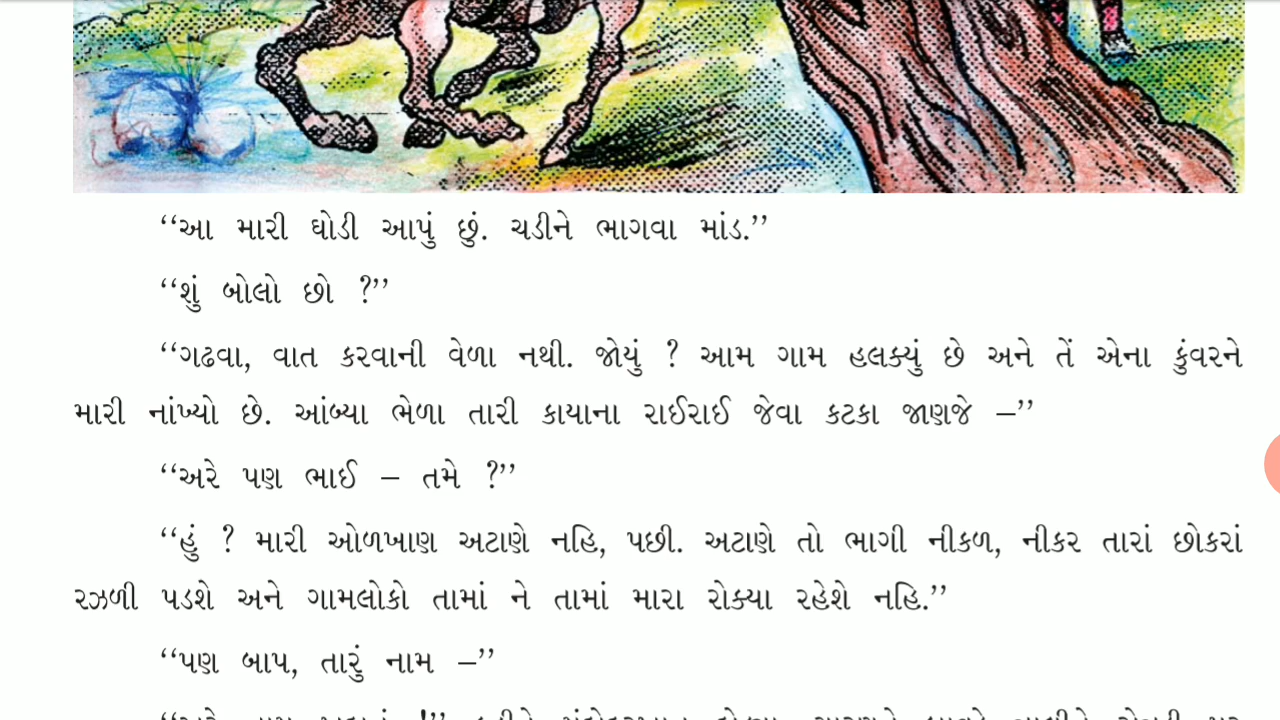 ‘‘આ મારી ઘોડી આપું છું. ચડીને ભાગવા માંડ.’’
‘‘શું બોલો છો ?’’
‘‘ગઢવા, વાત કરવાની વેળા નથી. જોયું ? આમ ગામ હલક્યું છે અને તેં એના કુંવરને
મારી નાંખ્યો છે. આંબ્યા ભેળા તારી કાયાના રાઈરાઈ જેવા કટકા જાણજે –’’
‘‘અરે પણ ભાઈ – તમે ?’’
‘‘હું ? મારી ઓળખાણ અટાણે નહિ, પછી. અટાણે તો ભાગી નીકળ, નીકર તારાં છોકરાં
રઝળી પડશે અને ગામલોકો તામાં ને તામાં મારા રોક્યા રહેશે નહિ.’’
‘‘પણ બાપ, તારું નામ –’’